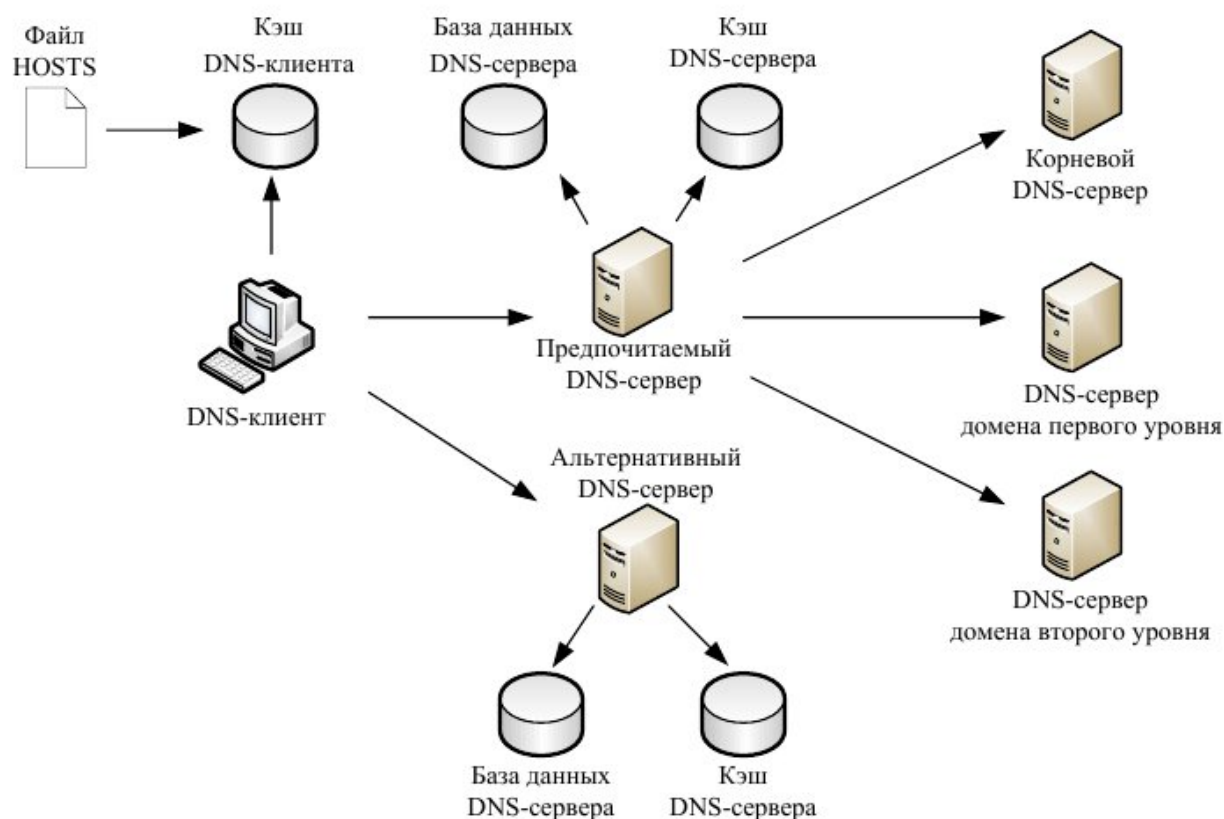 Файл
HOSTS
Кэш
DNS-клиента
База данных
DNS-сервера
Кэш
DNS-сервера
Корневой
DNS-сервер
DNS-клиент
Предпочитаемый
DNS-сервер
DNS-сервер
домена первого уровня
Альтернативный
DNS-сервер
DNS-сервер
домена второго уровня
База данных
DNS-сервера
Кэш
DNS-сервера